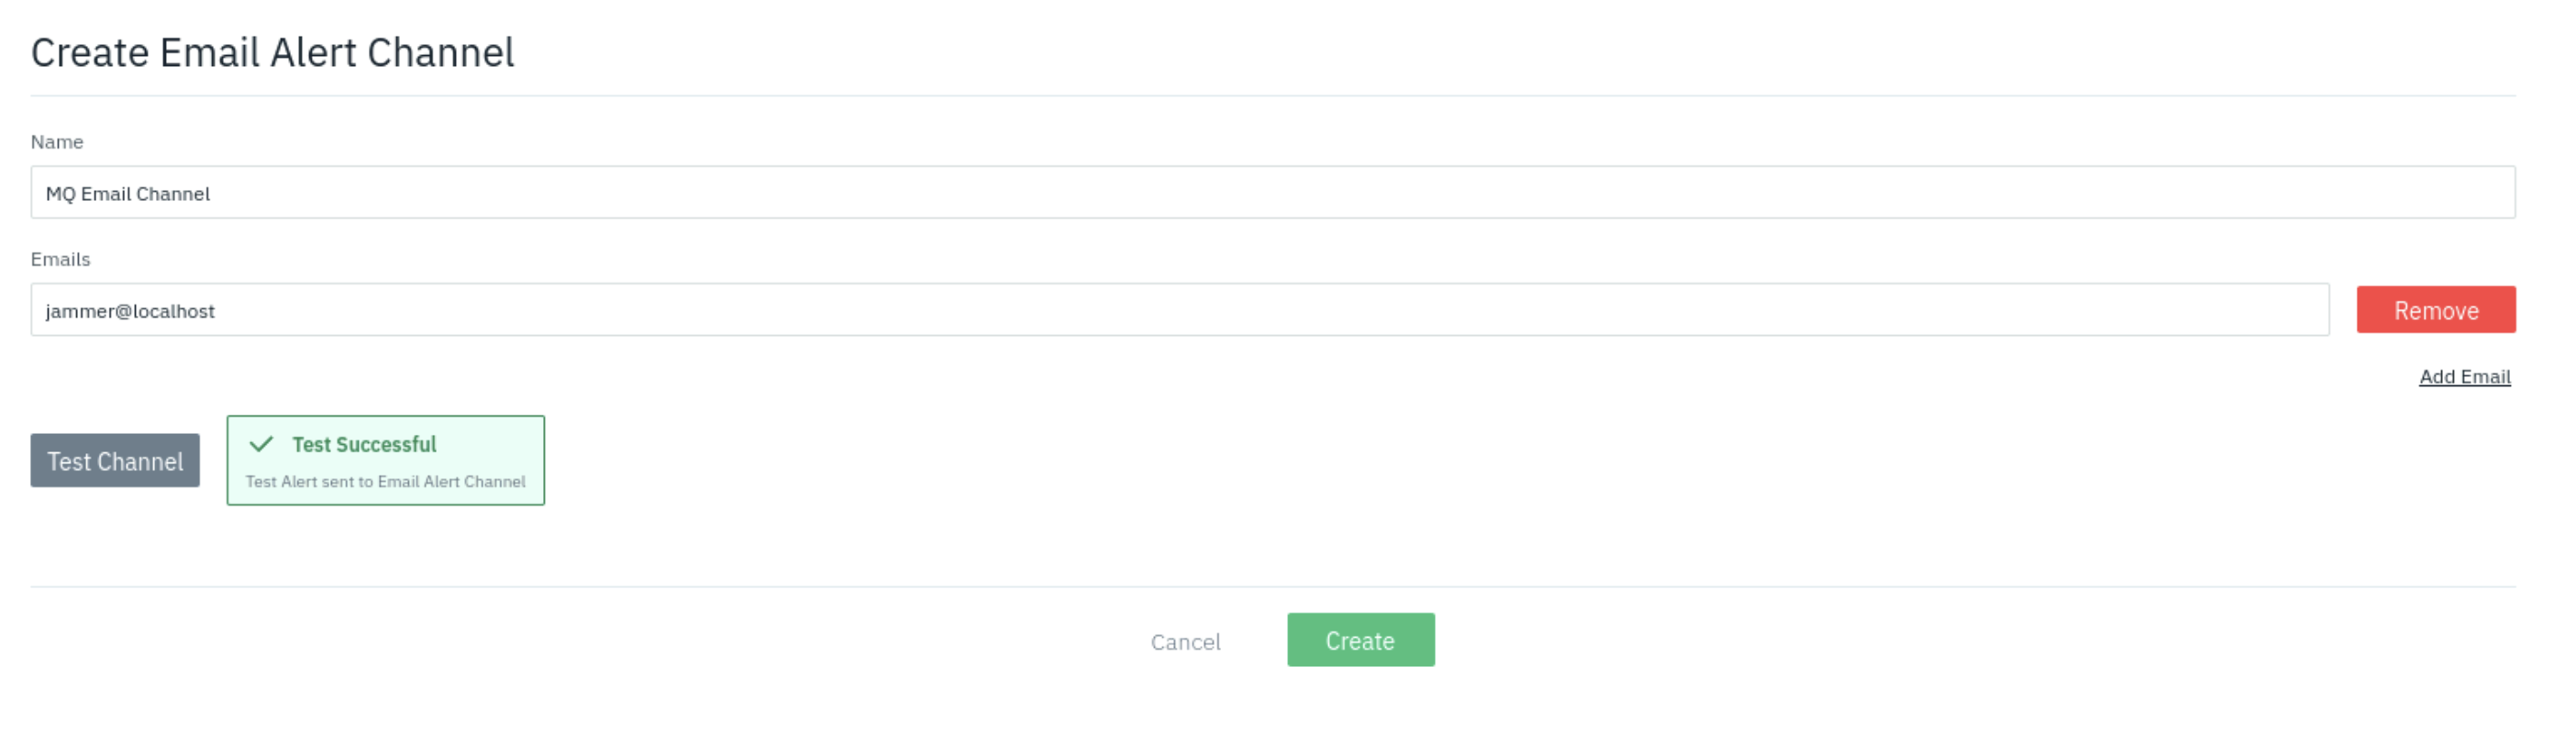 Create Email Alert Channel
Name
MQ Email Channel
Emails
jammer@localhost
Remove
Add Email
Test Channel
Test Successful
Test Alert sent to Email Alert Channel
Cancel
Create